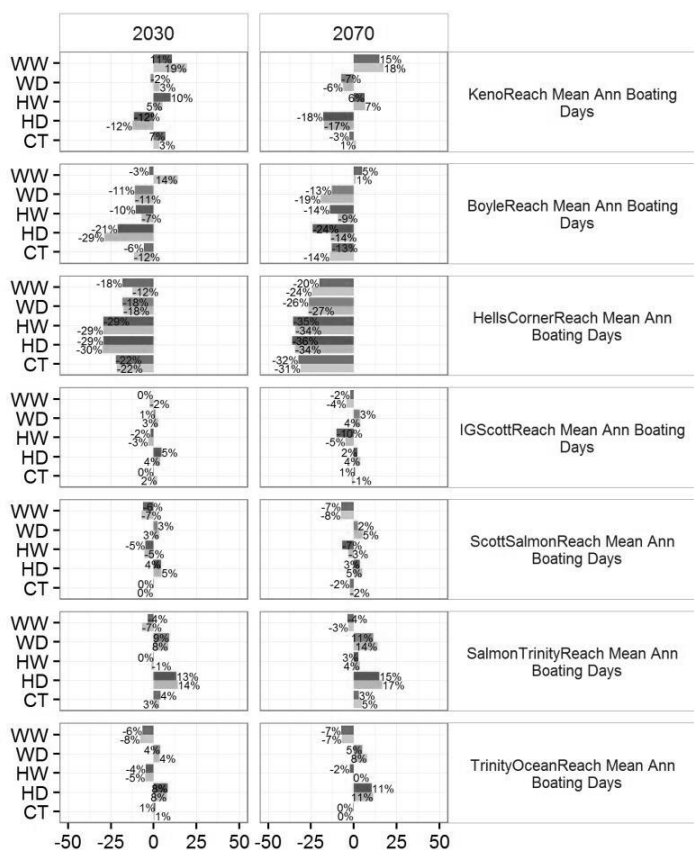 2030 2070
WW 11% 15%
19% 18%
WD -2% -7%
3% -6%
HW 10% 6%
5% 7%
HD -12% -18%
-12% -17%
CT 7% -3%
3% 1%
KenoReach Mean Ann Boating
Days
WW -3% 5%
14% 1%
WD -11% -13%
-11% -19%
HW -10% -14%
-7% -9%
HD -21% -24%
-29% -14%
CT -6% -13%
-12% -14%
BoyleReach Mean Ann Boating
Days
WW -18% -20%
-12% -24%
WD -18% -26%
-18% -27%
HW -29% -35%
-29% -34%
HD -29% -36%
-30% -34%
CT -22% -32%
-22% -31%
HellsCornerReach Mean Ann
Boating Days
WW 0% -2%
-2% -4%
WD 1% 3%
3% 4%
HW -2% -10%
-3% -5%
HD 5% 2%
4% 4%
CT 0% 1%
2% -1%
IGScottReach Mean Ann Boating
Days
WW -6% -7%
-7% -8%
WD 3% 2%
3% 5%
HW -5% -7%
-5% -3%
HD 4% 3%
5% 5%
CT 0% -2%
0% -2%
ScottSalmonReach Mean Ann
Boating Days
WW -4% -4%
-7% -3%
WD 9% 11%
8% 14%
HW 0% 3%
-1% 4%
HD 13% 15%
14% 17%
CT 4% 3%
3% 5%
SalmonTrinityReach Mean Ann
Boating Days
WW -6% -7%
-8% -7%
WD 4% 5%
4% 8%
HW -4% -2%
-5% 0%
HD 8% 11%
8% 11%
CT 1% 0%
1% 0%
TrinityOceanReach Mean Ann
Boating Days
-50 -25 0 25 50 -50 -25 0 25 50